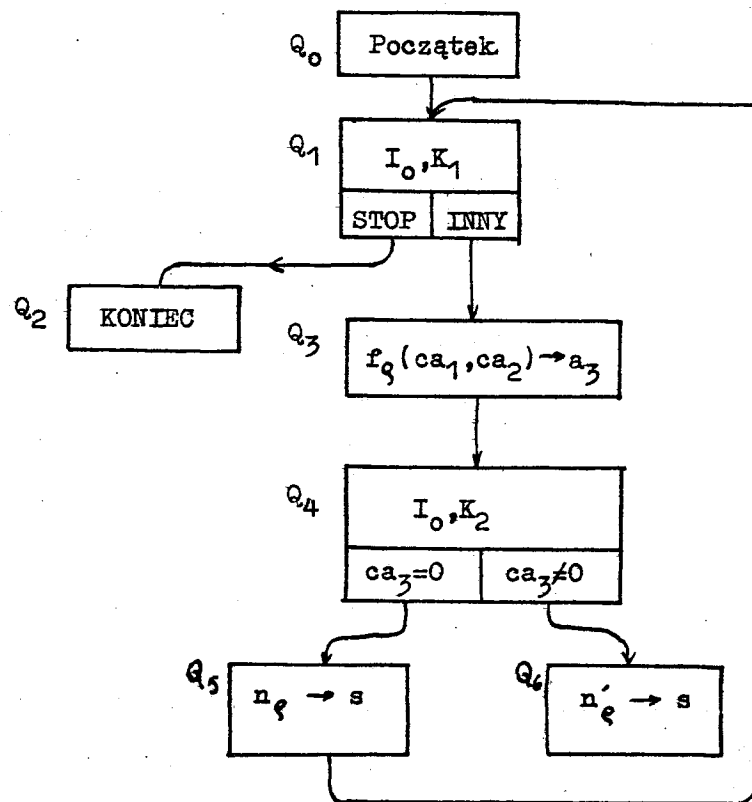 Q₀ Początek
Q₁ I₀,K₁
STOP INNY
Q₂ KONIEC
Q₃ fϱ(ca₁,ca₂)→a₃
Q₄ I₀,K₂
ca₃=0 ca₃≠0
Q₅ nϱ → s
Q₆ n′ϱ → s